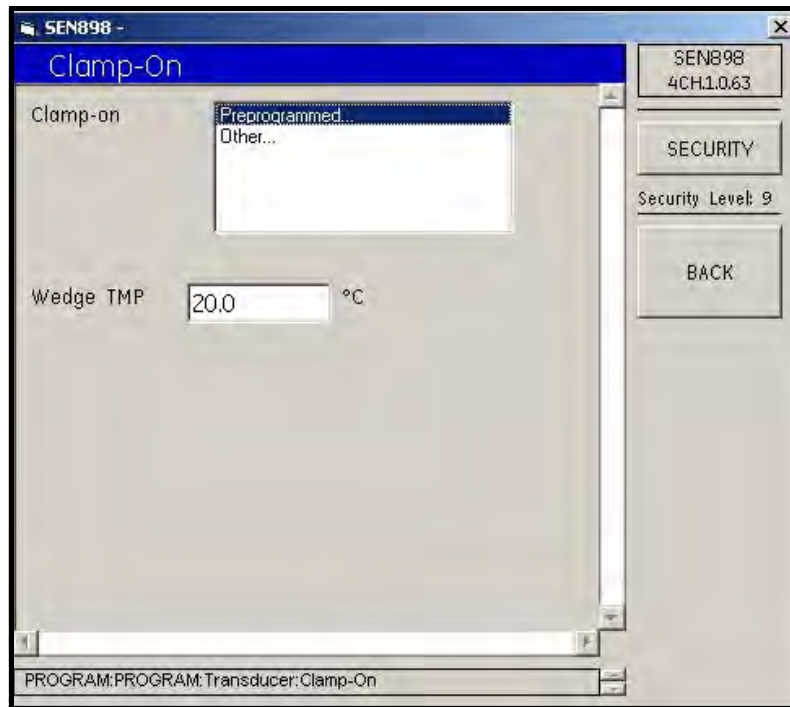 SEN898 -
Clamp-On
SEN898
4CH.1.0.63
Clamp-on
Preprogrammed...
Other...
SECURITY
Security Level: 9
BACK
Wedge TMP
20.0
°C
PROGRAM:PROGRAM:Transducer:Clamp-On